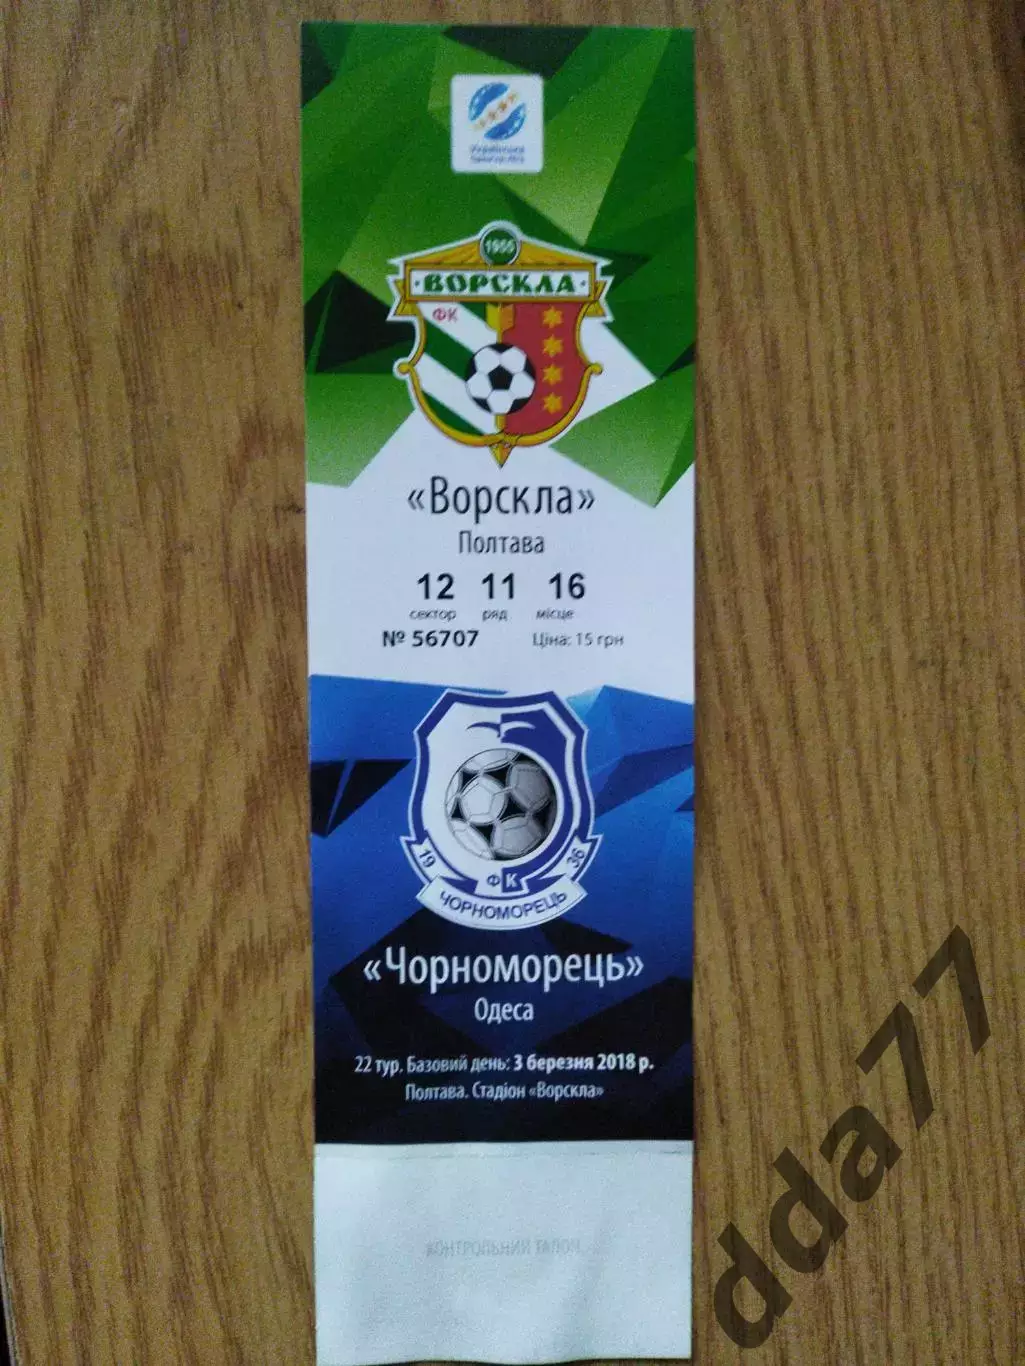 Українська
1955
ВОРСКЛА
ФК
«Ворскла»
Полтава
12 11 16
сектор ряд місце
№ 56707 Ціна: 15 грн
19 36
ФК
ЧОРНОМОРЕЦЬ
«Чорноморець»
Одеса
22 тур. Базовий день: 3 березня 2018 р.
Полтава. Стадіон «Ворскла»
КОНТРОЛЬНИЙ ТАЛОН
dda77